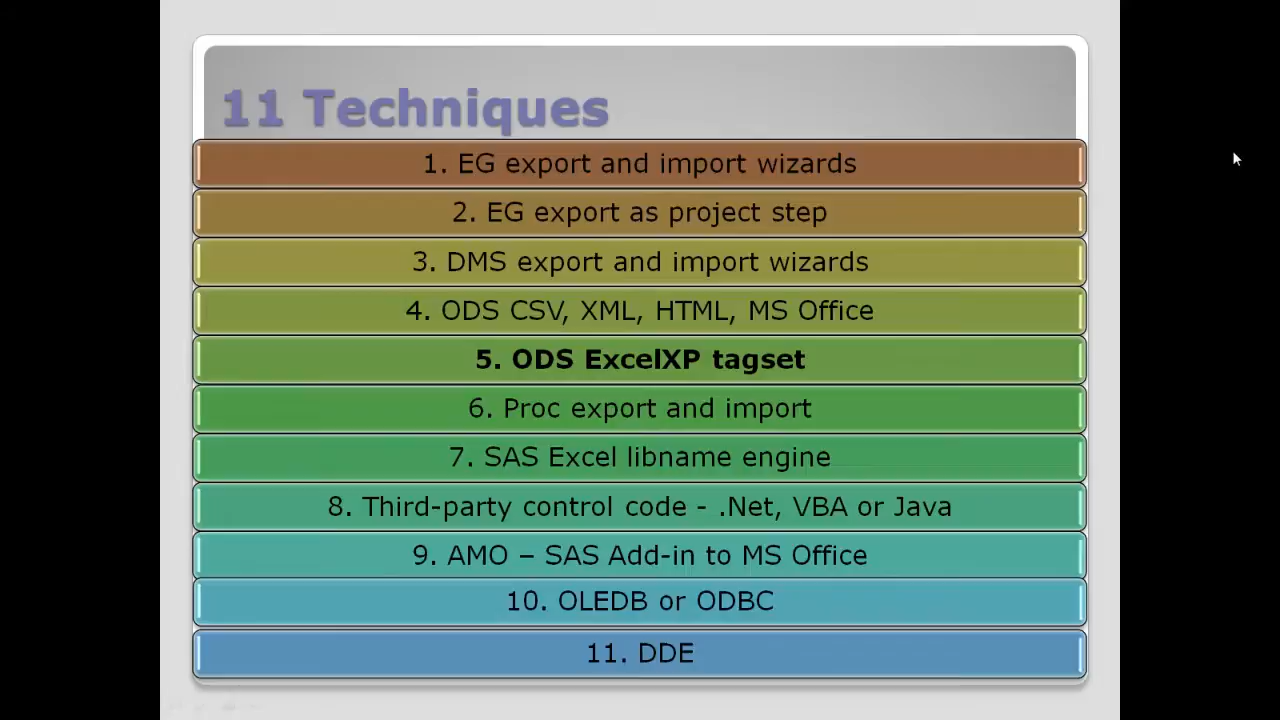 11 Techniques
1. EG export and import wizards
2. EG export as project step
3. DMS export and import wizards
4. ODS CSV, XML, HTML, MS Office
5. ODS ExcelXP tagset
6. Proc export and import
7. SAS Excel libname engine
8. Third-party control code - .Net, VBA or Java
9. AMO – SAS Add-in to MS Office
10. OLEDB or ODBC
11. DDE